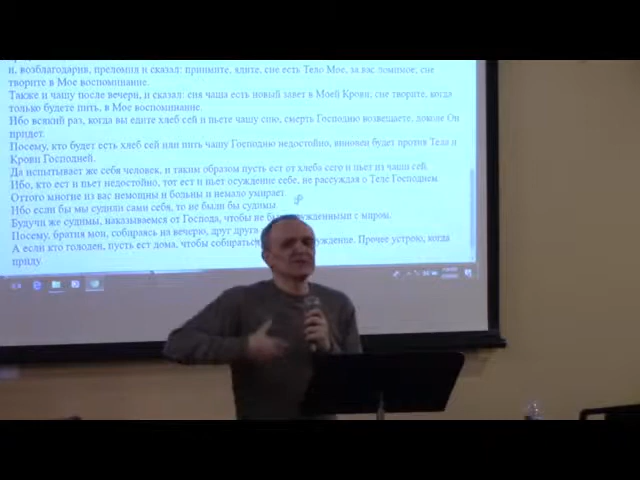 и, возблагодарив, преломил и сказал: приимите, ядите, сие есть Тело Мое, за вас ломимое; сие
творите в Мое воспоминание.
Также и чашу после вечери, и сказал: сия чаша есть новый завет в Моей Крови; сие творите, когда
только будете пить, в Мое воспоминание.
Ибо всякий раз, когда вы едите хлеб сей и пьете чашу сию, смерть Господню возвещаете, доколе Он
придет.
Посему, кто будет есть хлеб сей или пить чашу Господню недостойно, виновен будет против Тела и
Крови Господней.
Да испытывает же себя человек, и таким образом пусть ест от хлеба сего и пьет из чаши сей.
Ибо, кто ест и пьет недостойно, тот ест и пьет осуждение себе, не рассуждая о Теле Господнем.
Оттого многие из вас немощны и больны и немало умирает.
Ибо если бы мы судили сами себя, то не были бы судимы.
Будучи же судимы, наказываемся от Господа, чтобы не бы ужденными с миром.
Посему, братия мои, собираясь на вечерю, друг друга
А если кто голоден, пусть ест дома, чтобы собираться уждение. Прочее устрою, когда
приду.